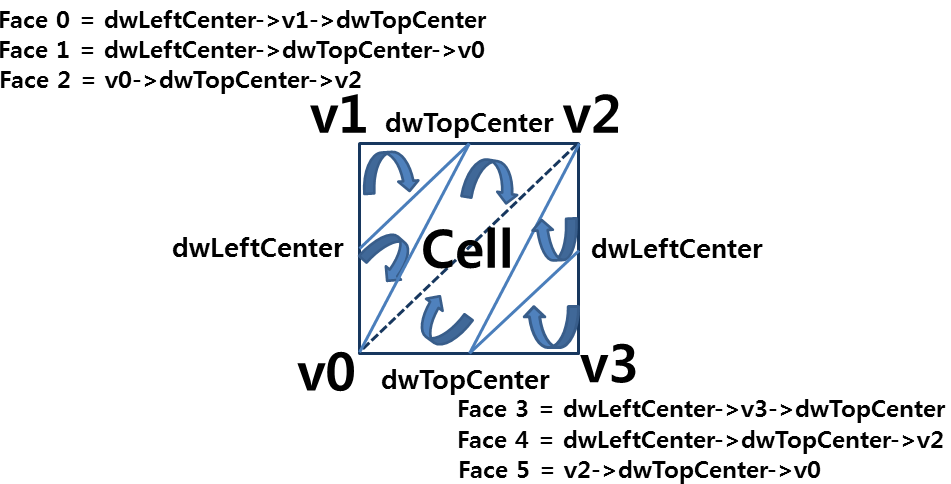 Face 0 = dwLeftCenter->v1->dwTopCenter
Face 1 = dwLeftCenter->dwTopCenter->v0
Face 2 = v0->dwTopCenter->v2
v1 dwTopCenter v2
dwLeftCenter Cell dwLeftCenter
v0 dwTopCenter v3
Face 3 = dwLeftCenter->v3->dwTopCenter
Face 4 = dwLeftCenter->dwTopCenter->v2
Face 5 = v2->dwTopCenter->v0